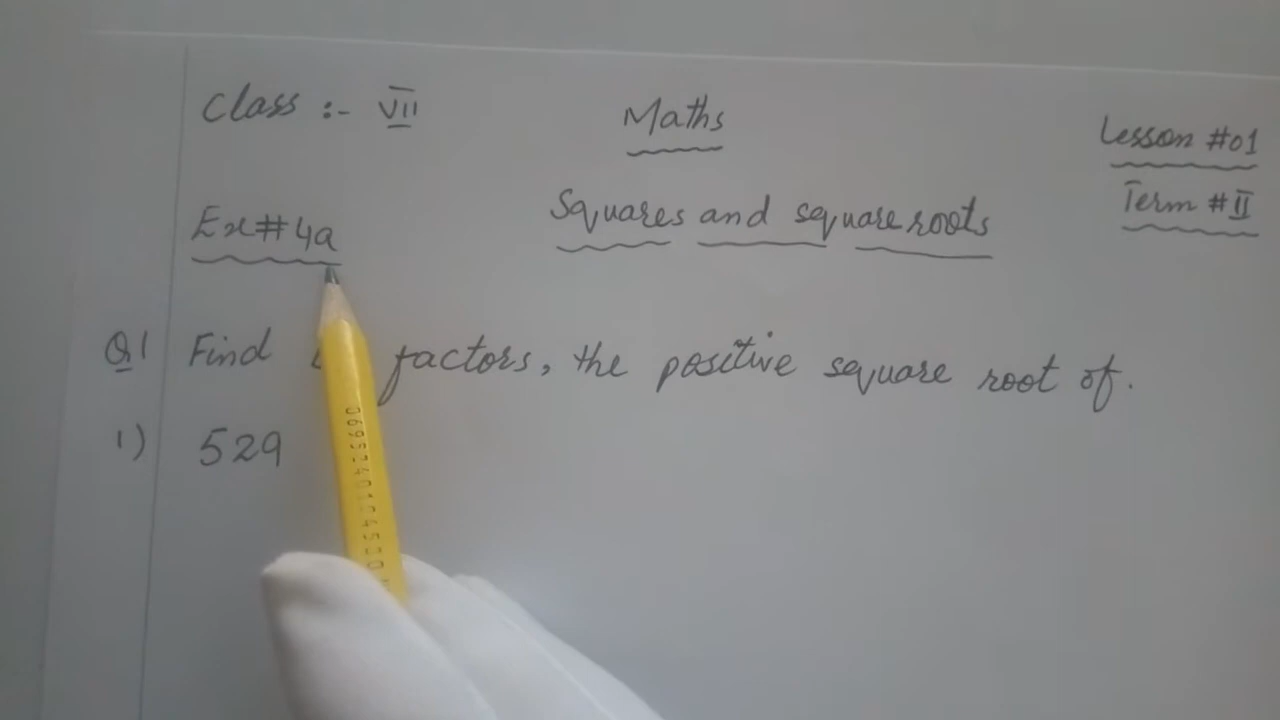 Class :- VII
Maths
Lesson #01
Term #II
Ex# 4a
Squares and square roots
Q1 Find factors, the positive square root of.
1) 529